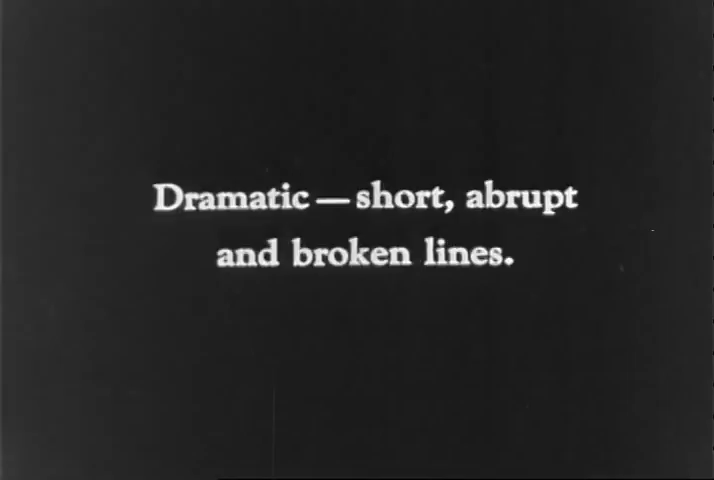 Dramatic — short, abrupt
and broken lines.